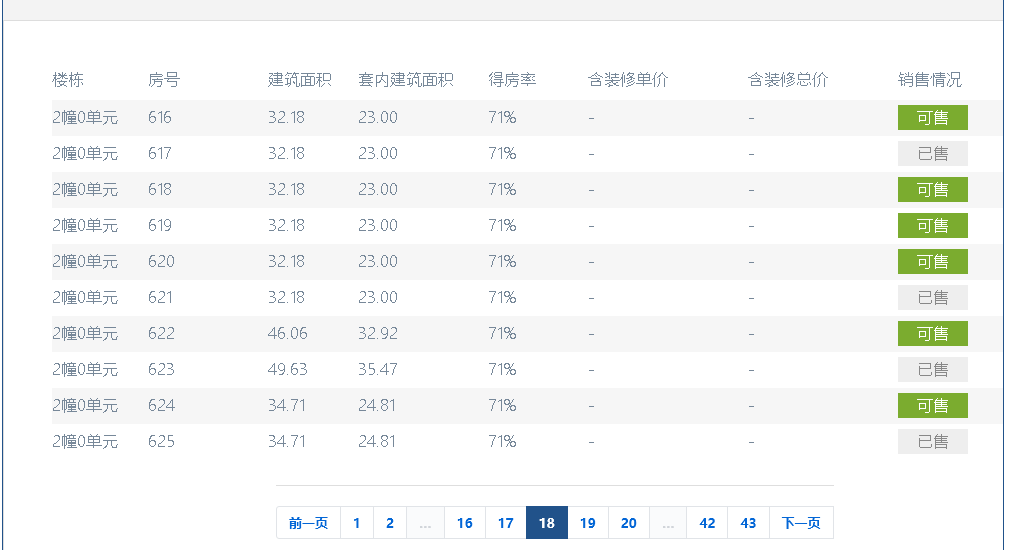 楼栋 房号 建筑面积 套内建筑面积 得房率 含装修单价 含装修总价 销售情况
2幢0单元 616 32.18 23.00 71% - - 可售
2幢0单元 617 32.18 23.00 71% - - 已售
2幢0单元 618 32.18 23.00 71% - - 可售
2幢0单元 619 32.18 23.00 71% - - 可售
2幢0单元 620 32.18 23.00 71% - - 可售
2幢0单元 621 32.18 23.00 71% - - 已售
2幢0单元 622 46.06 32.92 71% - - 可售
2幢0单元 623 49.63 35.47 71% - - 已售
2幢0单元 624 34.71 24.81 71% - - 可售
2幢0单元 625 34.71 24.81 71% - - 已售
前一页 1 2 ... 16 17 18 19 20 ... 42 43 下一页